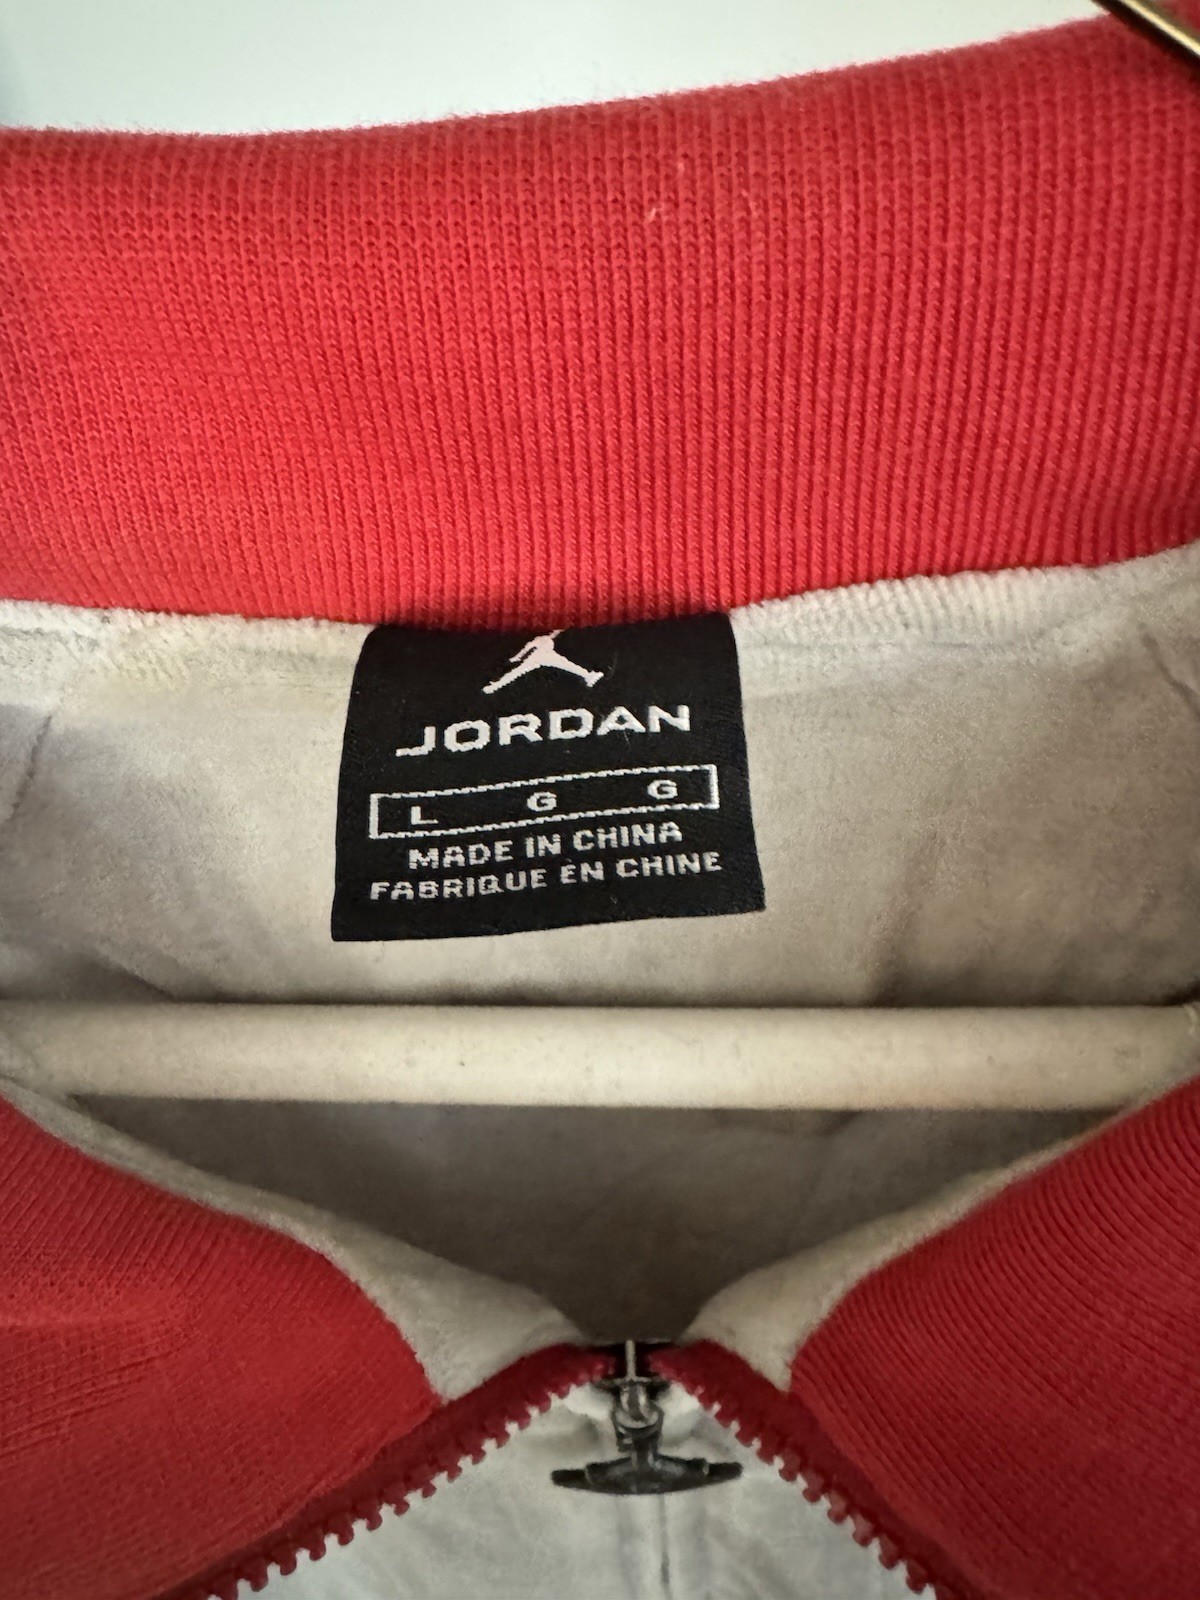 JORDAN
L G G
MADE IN CHINA
FABRIQUE EN CHINE